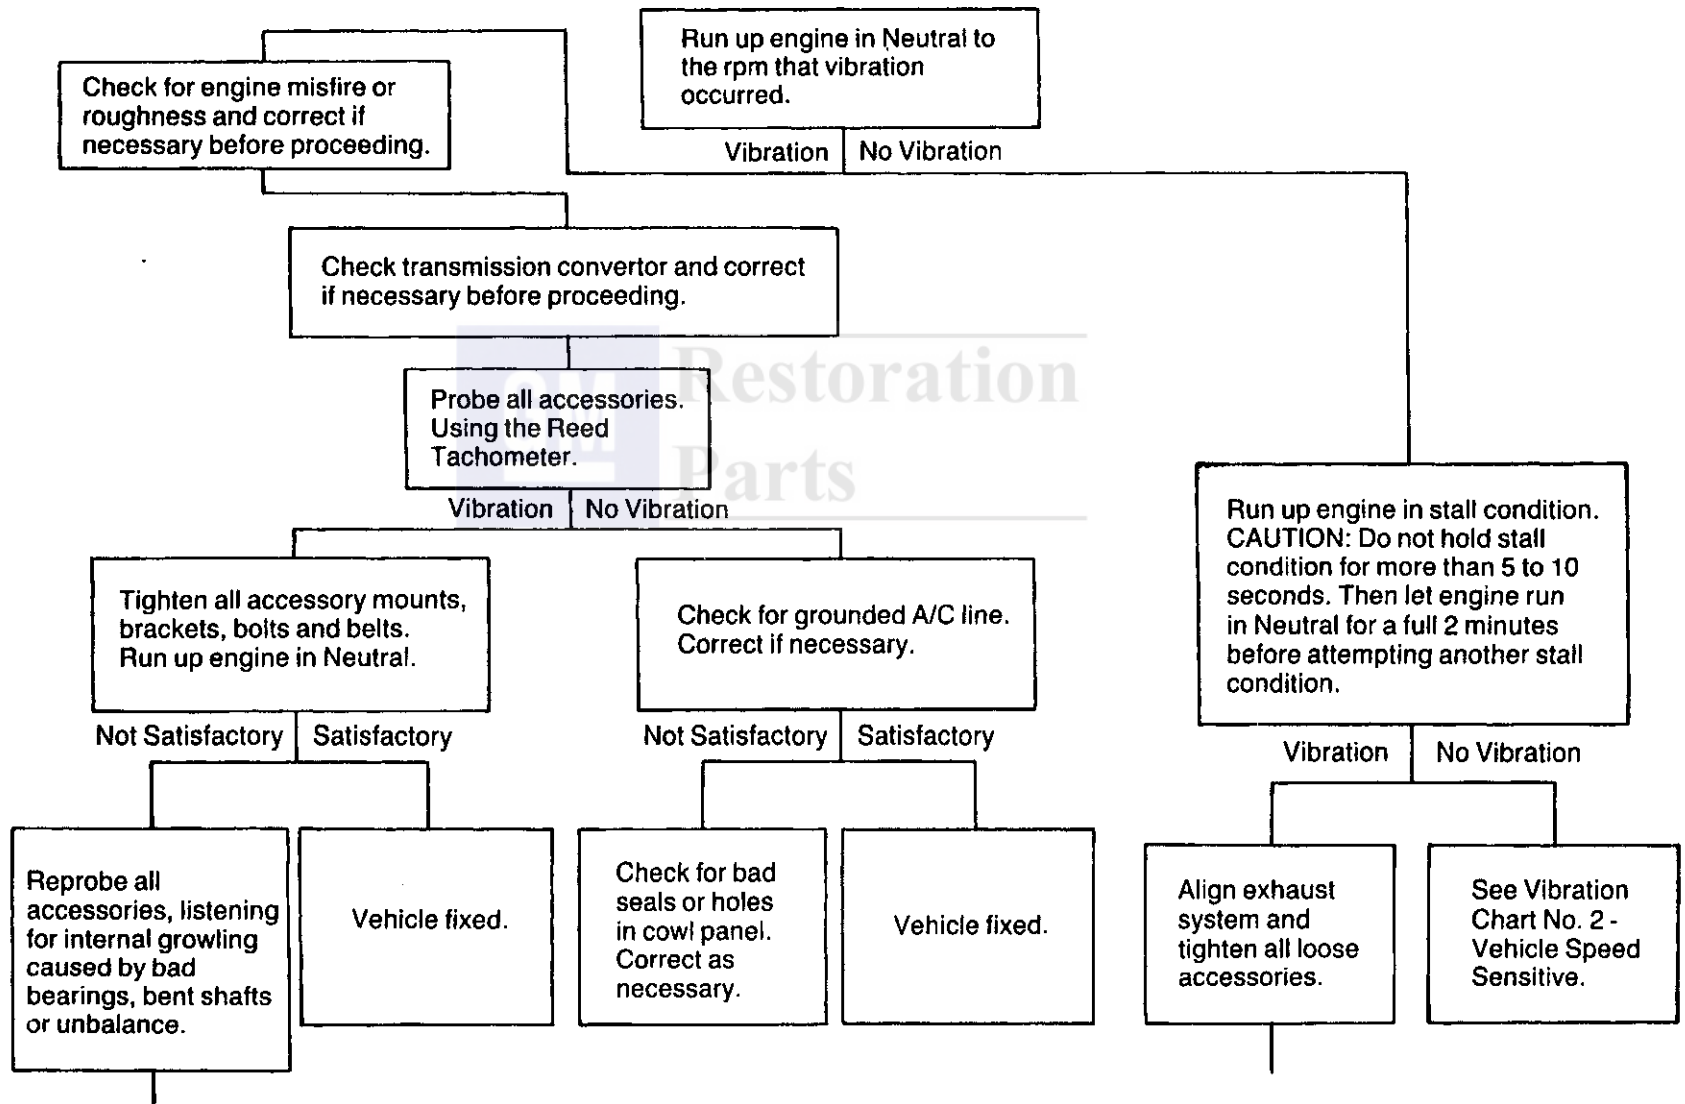 Run up engine in Neutral to
the rpm that vibration
occurred.
Vibration
No Vibration
Check for engine misfire or
roughness and correct if
necessary before proceeding.
Check transmission convertor and correct
if necessary before proceeding.
GM
Restoration
Parts
Probe all accessories.
Using the Reed
Tachometer.
Vibration
No Vibration
Tighten all accessory mounts,
brackets, bolts and belts.
Run up engine in Neutral.
Not Satisfactory
Satisfactory
Reprobe all
accessories, listening
for internal growling
caused by bad
bearings, bent shafts
or unbalance.
Vehicle fixed.
Check for grounded A/C line.
Correct if necessary.
Not Satisfactory
Satisfactory
Check for bad
seals or holes
in cowl panel.
Correct as
necessary.
Vehicle fixed.
Run up engine in stall condition.
CAUTION: Do not hold stall
condition for more than 5 to 10
seconds. Then let engine run
in Neutral for a full 2 minutes
before attempting another stall
condition.
Vibration
No Vibration
Align exhaust
system and
tighten all loose
accessories.
See Vibration
Chart No. 2 -
Vehicle Speed
Sensitive.